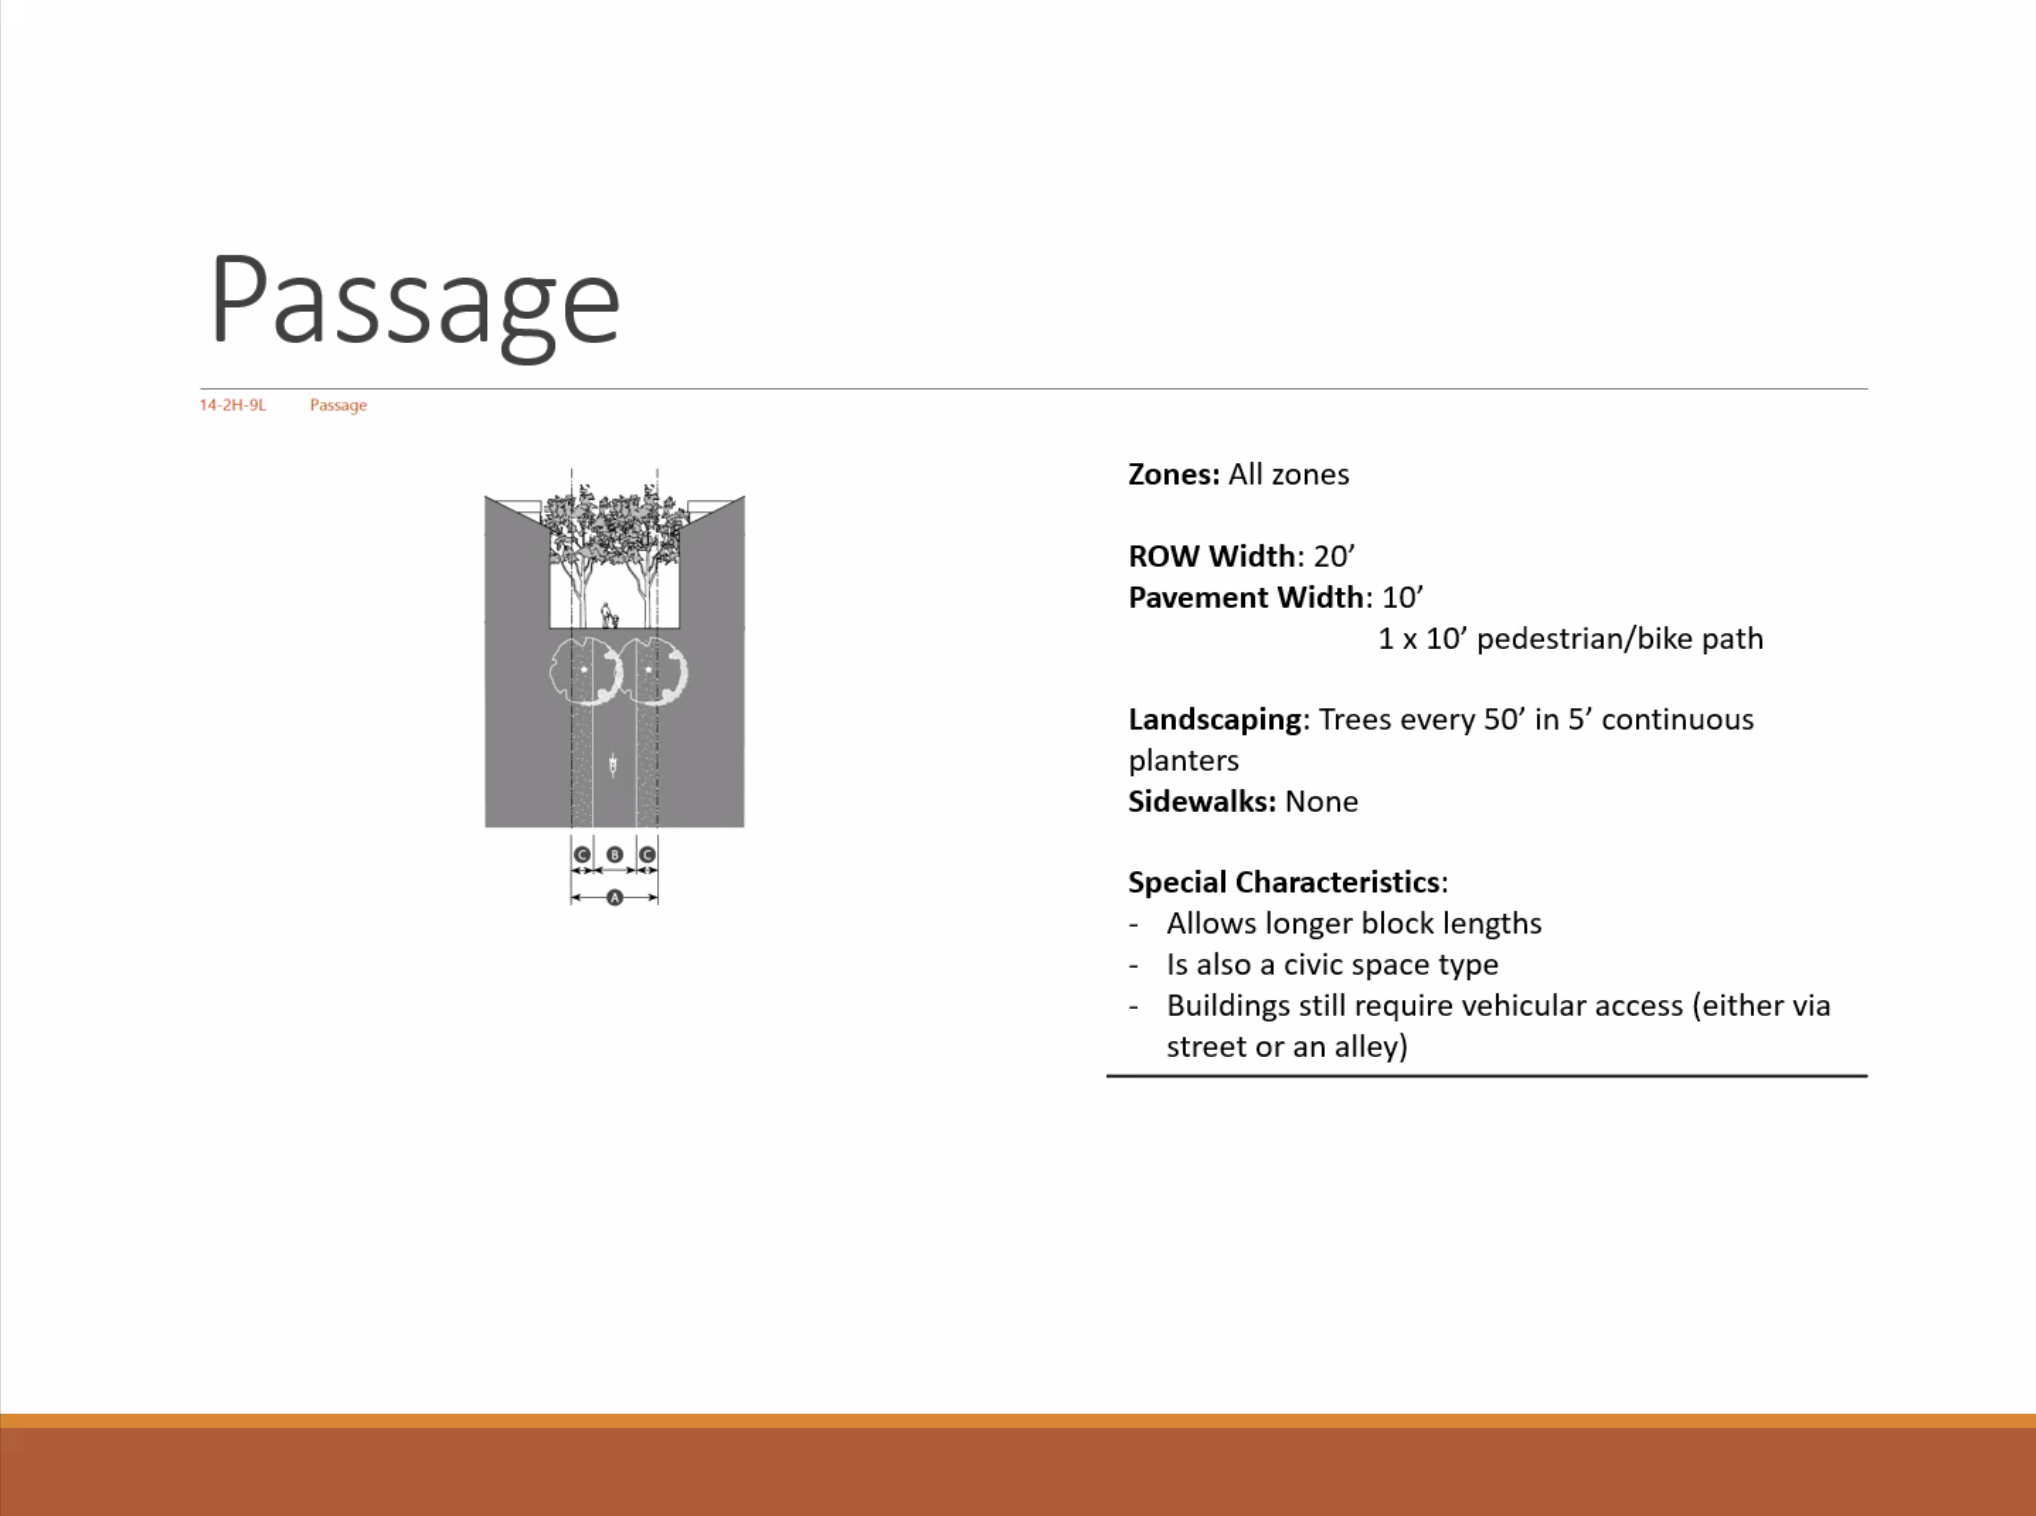 Passage
14-2H-9L Passage
Zones: All zones
ROW Width: 20’
Pavement Width: 10’
1 x 10’ pedestrian/bike path
Landscaping: Trees every 50’ in 5’ continuous
planters
Sidewalks: None
Special Characteristics:
- Allows longer block lengths
- Is also a civic space type
- Buildings still require vehicular access (either via
street or an alley)
C B C
A